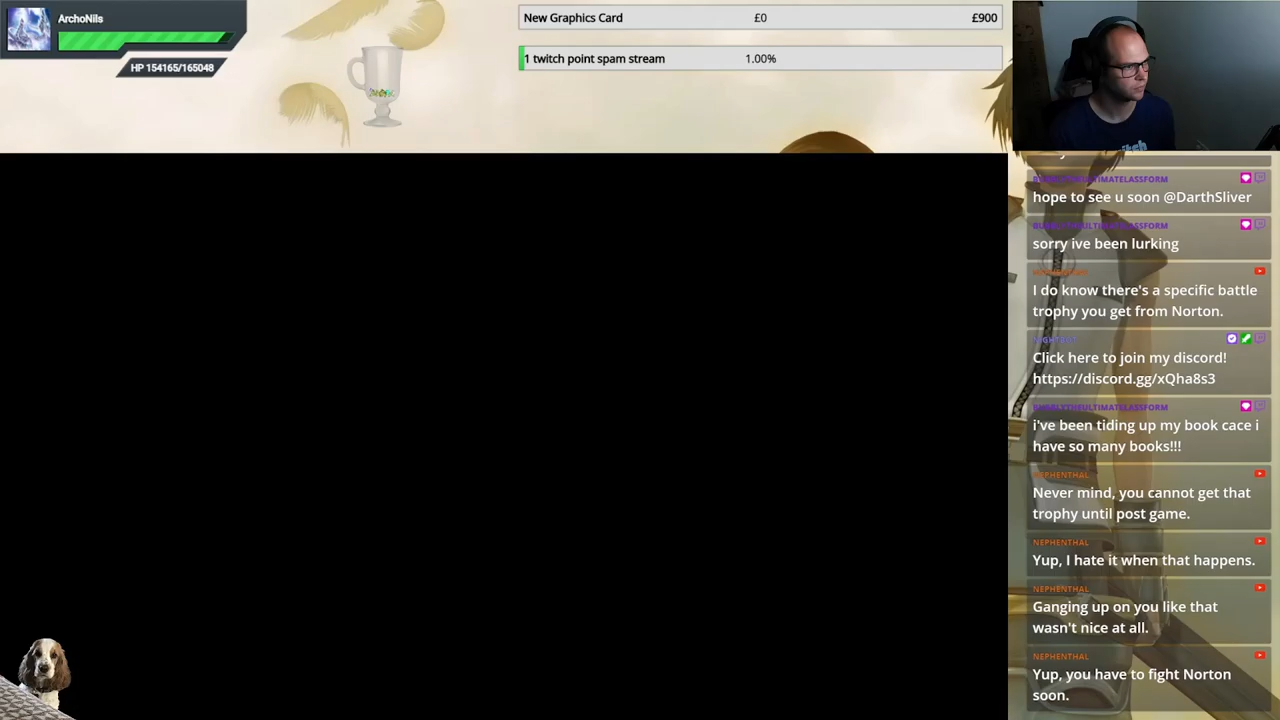 ArchoNils
HP 154165/165048
New Graphics Card £0 £900
1 twitch point spam stream 1.00%
hope to see u soon @DarthSliver
sorry ive been lurking
I do know there's a specific battle
trophy you get from Norton.
NIGHTBOT
Click here to join my discord!
https://discord.gg/xQha8s3
i've been tiding up my book cace i
have so many books!!!
NEPHENTHAL
Never mind, you cannot get that
trophy until post game.
NEPHENTHAL
Yup, I hate it when that happens.
NEPHENTHAL
Ganging up on you like that
wasn't nice at all.
NEPHENTHAL
Yup, you have to fight Norton
soon.